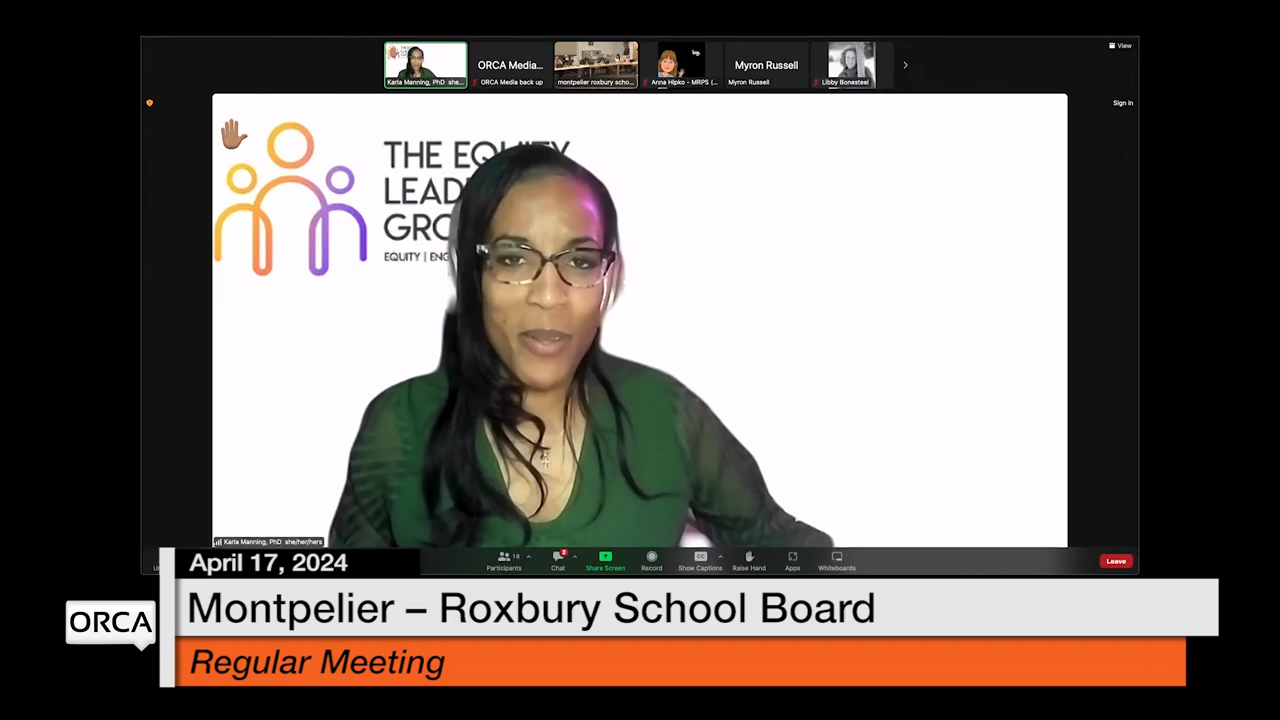 View
ORCA Media...
Myron Russell
Karla Manning, PhD she...
ORCA Media back up
montpelier roxbury scho...
Anna Hipko - MRPS (...
Myron Russell
Libby Bonesteel
Sign in
THE EQUITY
LEAD
GRO
EQUITY | ENG
Karla Manning, PhD she/her/hers
April 17, 2024
18
2
CC
Participants
Chat
Share Screen
Record
Show Captions
Raise Hand
Apps
Whiteboards
Leave
ORCA
Montpelier – Roxbury School Board
Regular Meeting